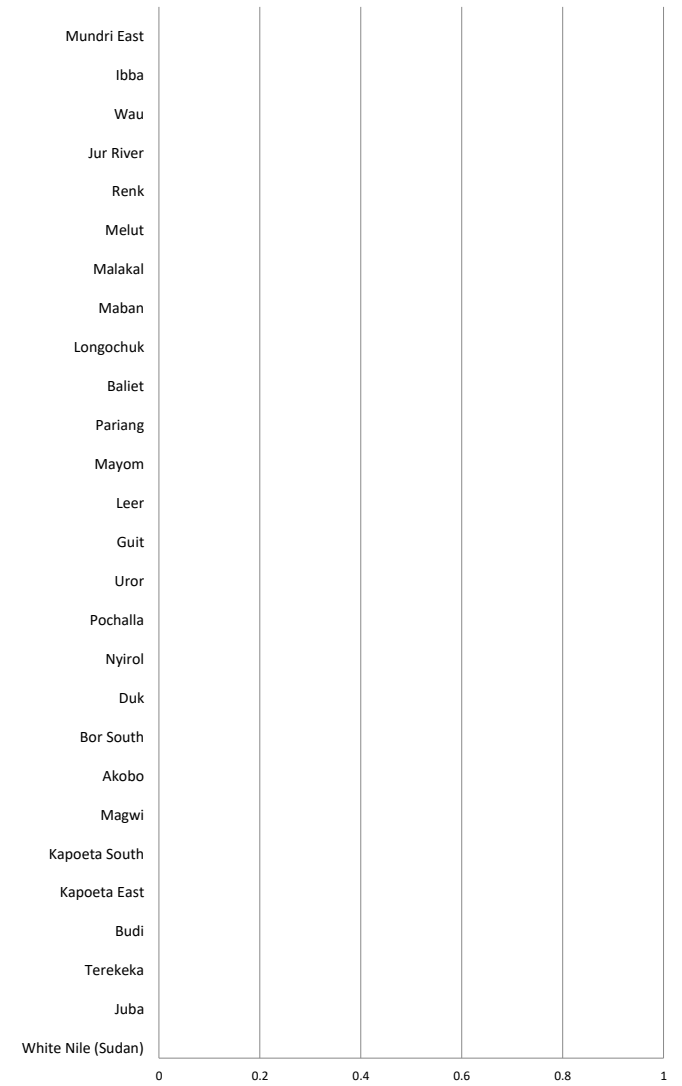 Mundri East
Ibba
Wau
Jur River
Renk
Melut
Malakal
Maban
Longochuk
Baliet
Pariang
Mayom
Leer
Guit
Uror
Pochalla
Nyirol
Duk
Bor South
Akobo
Magwi
Kapoeta South
Kapoeta East
Budi
Terekeka
Juba
White Nile (Sudan)
0 0.2 0.4 0.6 0.8 1